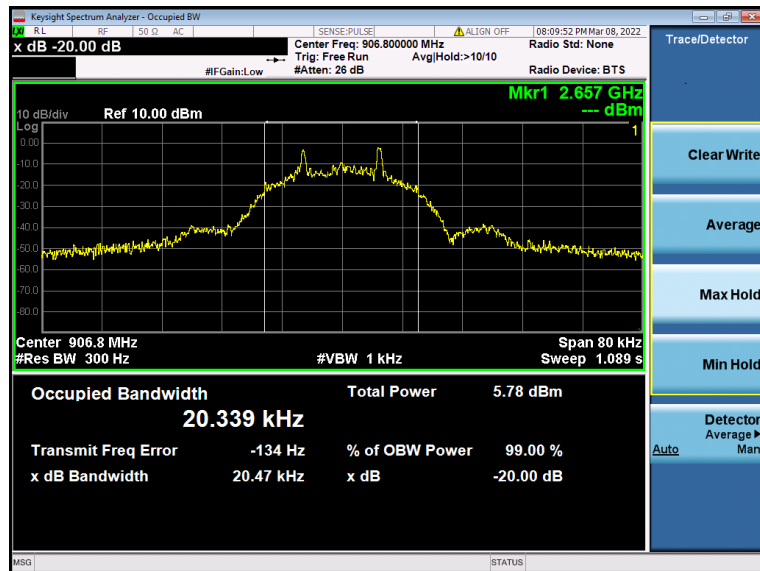 Keysight Spectrum Analyzer - Occupied BW
LXI RL RF 50 Ω AC SENSE:PULSE ALIGN OFF 08:09:52 PM Mar 08, 2022
x dB -20.00 dB
Center Freq: 906.800000 MHz Radio Std: None
Trig: Free Run Avg|Hold:>10/10
#IFGain:Low #Atten: 26 dB Radio Device: BTS
Trace/Detector
Mkr1 2.657 GHz
10 dB/div Ref 10.00 dBm --- dBm
Log
1
0.00
-10.0
-20.0
-30.0
-40.0
-50.0
-60.0
-70.0
-80.0
Center 906.8 MHz Span 80 kHz
#Res BW 300 Hz #VBW 1 kHz Sweep 1.089 s
Occupied Bandwidth Total Power 5.78 dBm
20.339 kHz
Transmit Freq Error -134 Hz % of OBW Power 99.00 %
x dB Bandwidth 20.47 kHz x dB -20.00 dB
Clear Write
Average
Max Hold
Min Hold
Detector
Average
Auto Man
MSG STATUS